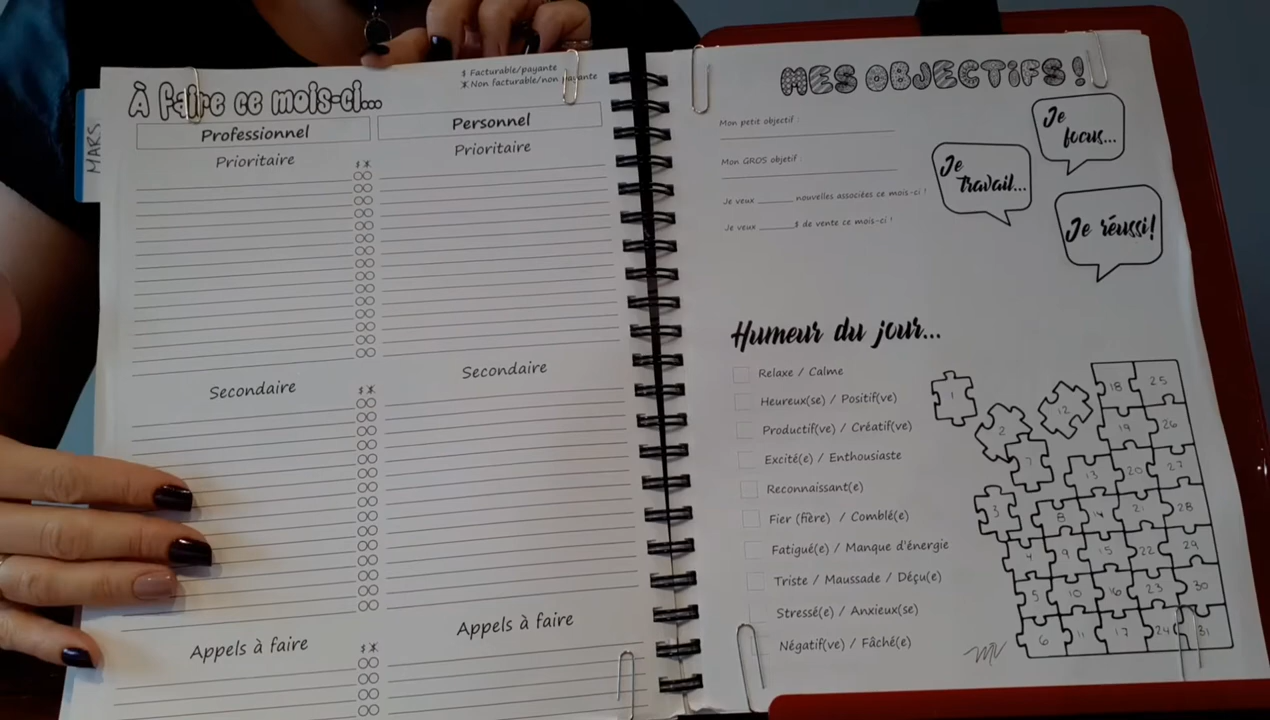 MARS
À faire ce mois-ci...
$ Facturable/payante
* Non facturable/non payante
Professionnel
Personnel
Prioritaire
$ *
Prioritaire
Secondaire
$ *
Secondaire
Appels à faire
$ *
Appels à faire
MES OBJECTIFS!
Mon petit objectif :
Mon GROS objetif :
Je veux ______ nouvelles associées ce mois-ci !
Je veux ______$ de vente ce mois-ci !
Je focus...
Je travail...
Je réussi!
Humeur du jour...
Relaxe / Calme
Heureux(se) / Positif(ve)
Productif(ve) / Créatif(ve)
Excité(e) / Enthousiaste
Reconnaissant(e)
Fier (fière) / Comblé(e)
Fatigué(e) / Manque d'énergie
Triste / Maussade / Déçu(e)
Stressé(e) / Anxieux(se)
Négatif(ve) / Fâché(e)
1 12 18 25
2 19 26
7 13 20 27
3 8 14 21 28
4 9 15 22 29
5 10 16 23 30
6 11 17 24 31